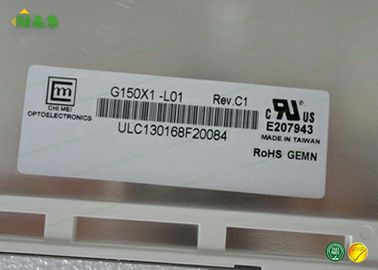 M&S
CHI MEI
OPTOELECTRONICS
G150X1 -L01 Rev.C1
ULC130168F20084
C US
E207943
MADE IN TAIWAN
RoHS GEMN